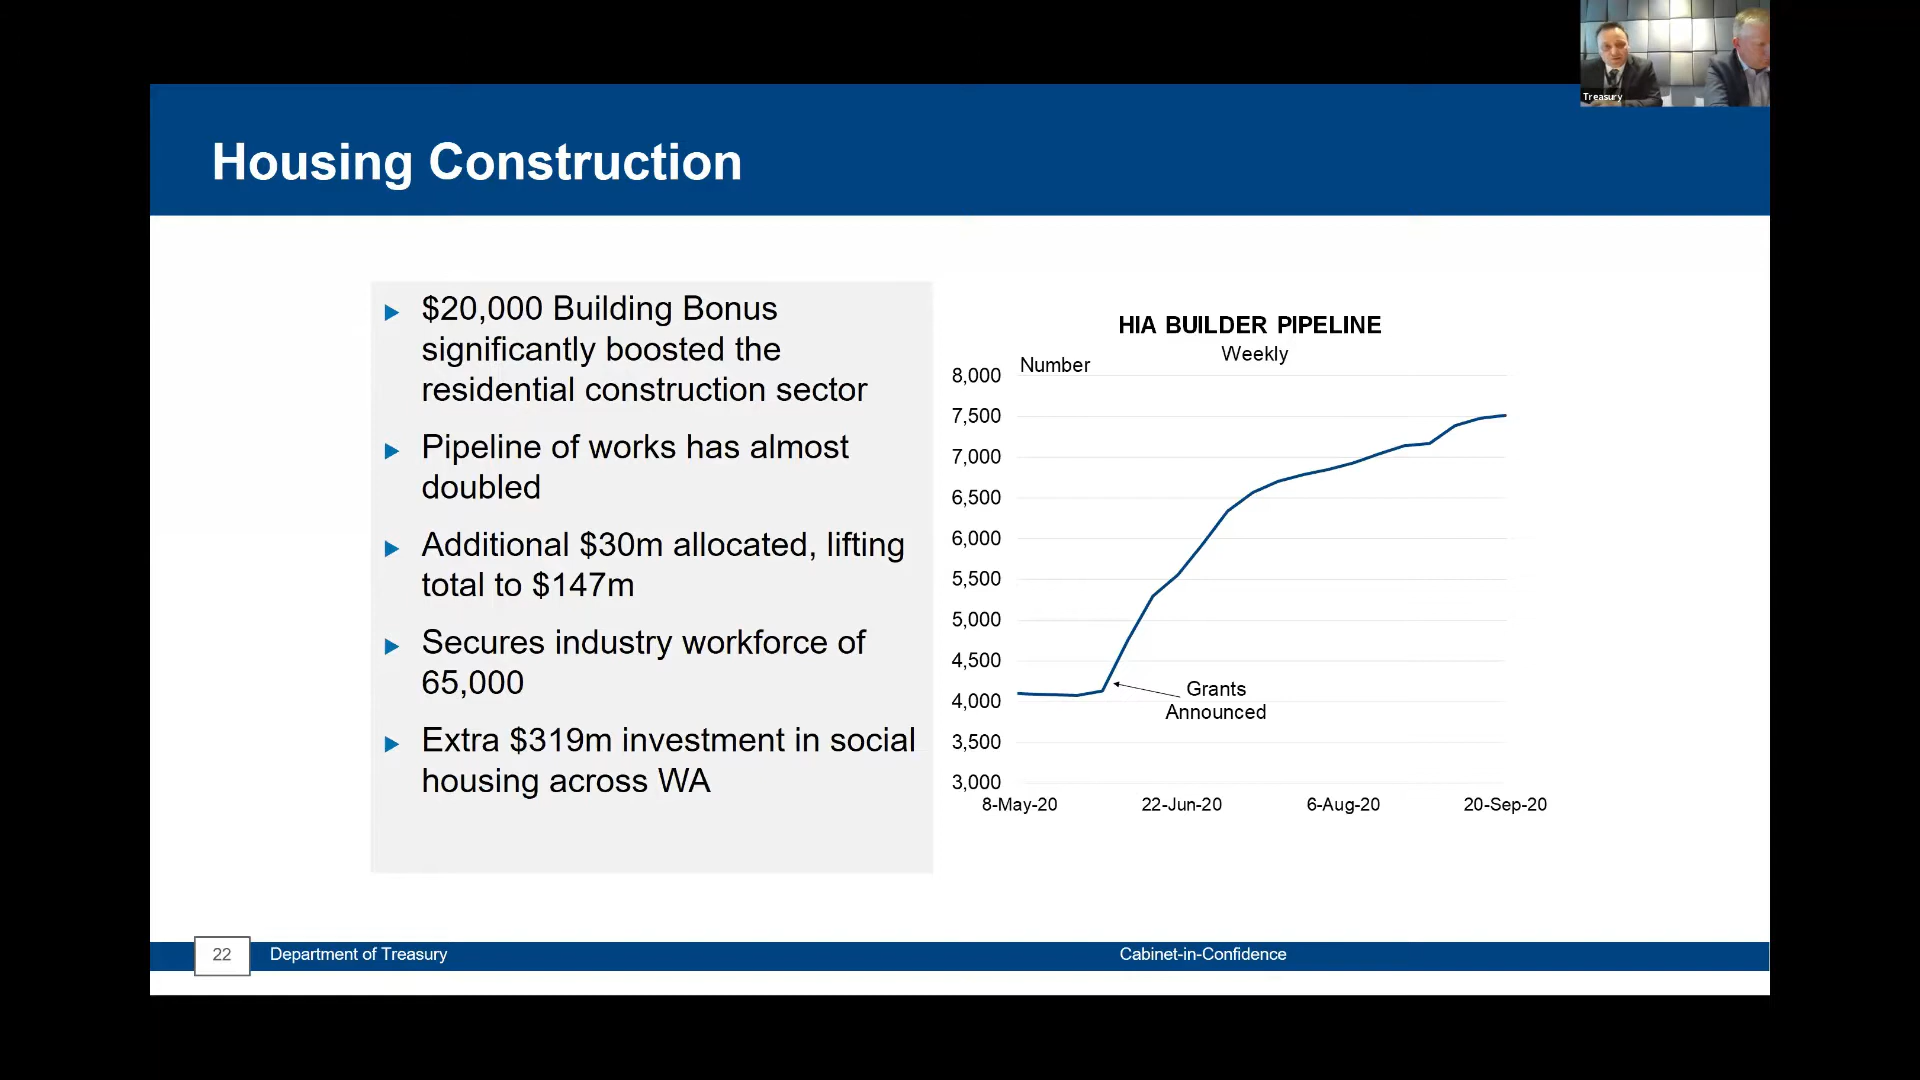 Treasury
Housing Construction
$20,000 Building Bonus
significantly boosted the
residential construction sector
Pipeline of works has almost
doubled
Additional $30m allocated, lifting
total to $147m
Secures industry workforce of
65,000
Extra $319m investment in social
housing across WA
HIA BUILDER PIPELINE
Weekly
Number
8,000
7,500
7,000
6,500
6,000
5,500
5,000
4,500
4,000
3,500
3,000
Grants
Announced
8-May-20 22-Jun-20 6-Aug-20 20-Sep-20
22 Department of Treasury Cabinet-in-Confidence